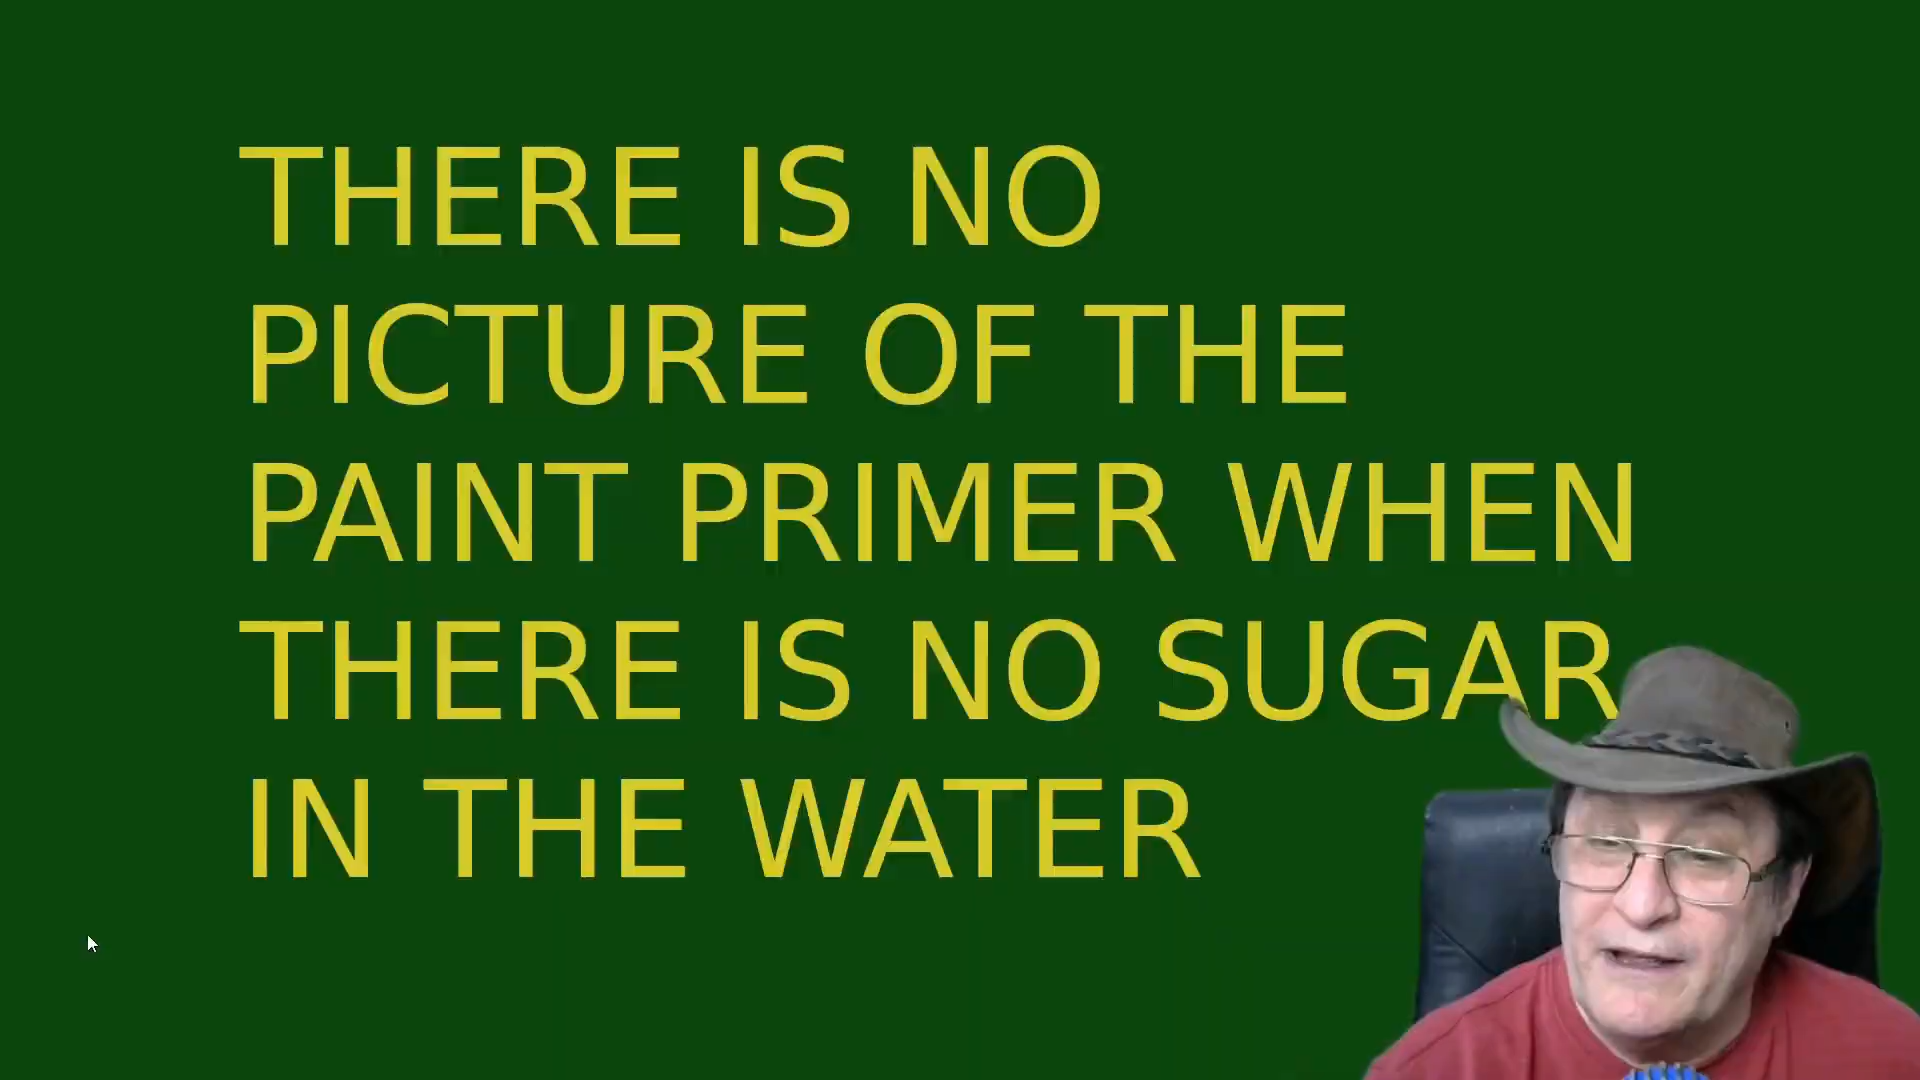 THERE IS NO
PICTURE OF THE
PAINT PRIMER WHEN
THERE IS NO SUGAR
IN THE WATER